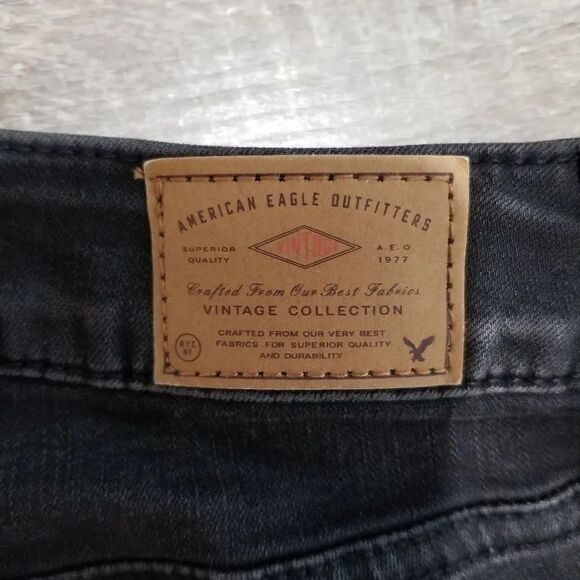 AMERICAN EAGLE OUTFITTERS
SUPERIOR QUALITY
VINTAGE
A.E.O 1977
Crafted From Our Best Fabrics
VINTAGE COLLECTION
CRAFTED FROM OUR VERY BEST
FABRICS FOR SUPERIOR QUALITY
AND DURABILITY
NY